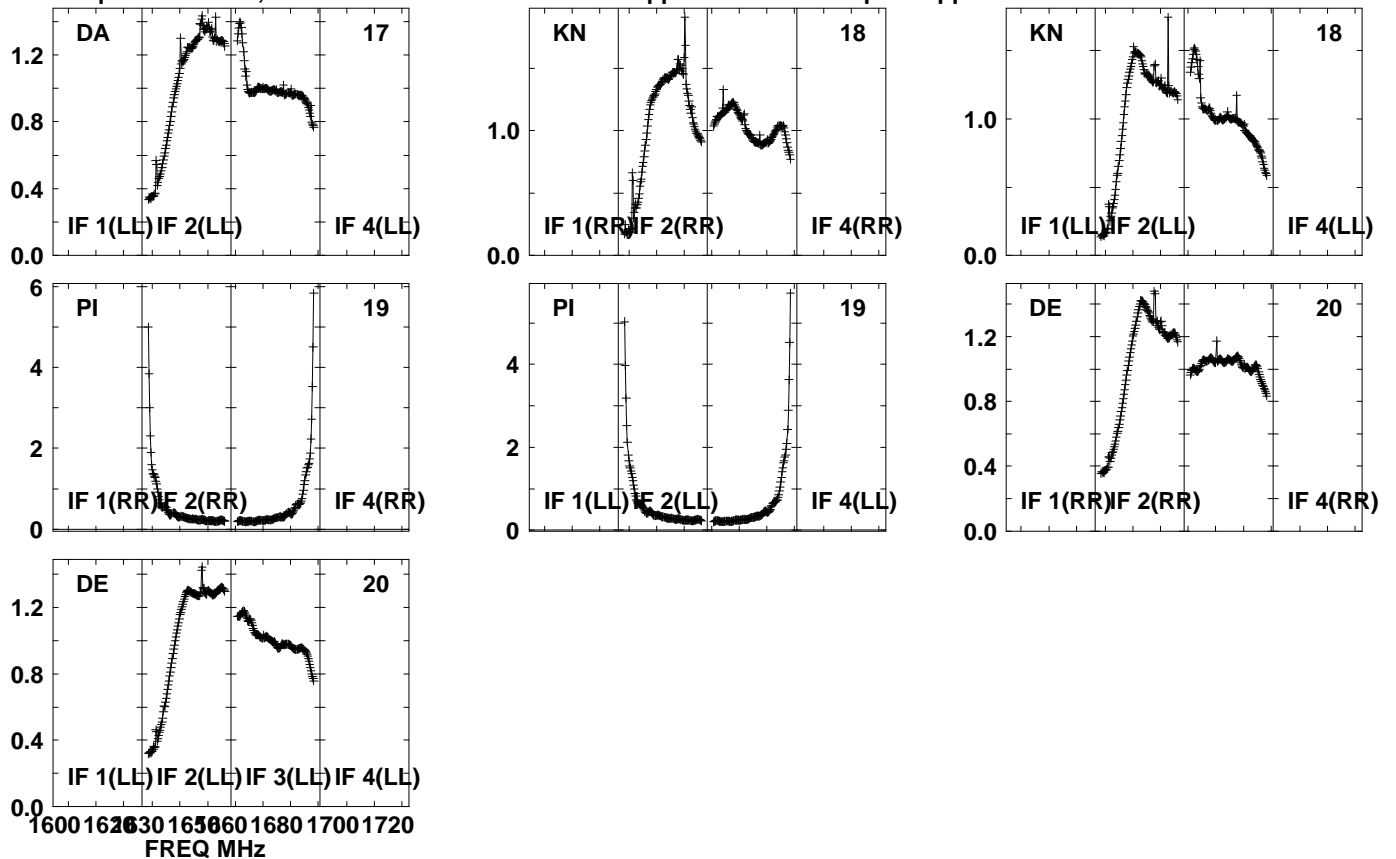 DA 17
1.2
0.8
0.4
0.0
IF 1(LL) IF 2(LL) IF 4(LL)
KN 18
1.0
0.0
IF 1(RR) IF 2(RR) IF 4(RR)
KN 18
1.0
0.0
IF 1(LL) IF 2(LL) IF 4(LL)
PI 19
6
4
2
0
IF 1(RR) IF 2(RR) IF 4(RR)
PI 19
4
2
0
IF 1(LL) IF 2(LL) IF 4(LL)
DE 20
1.2
0.8
0.4
0.0
IF 1(RR) IF 2(RR) IF 4(RR)
DE 20
1.2
0.8
0.4
0.0
IF 1(LL) IF 2(LL) IF 3(LL) IF 4(LL)
1600 1630 1650 1660 1680 1700 1720
FREQ MHz